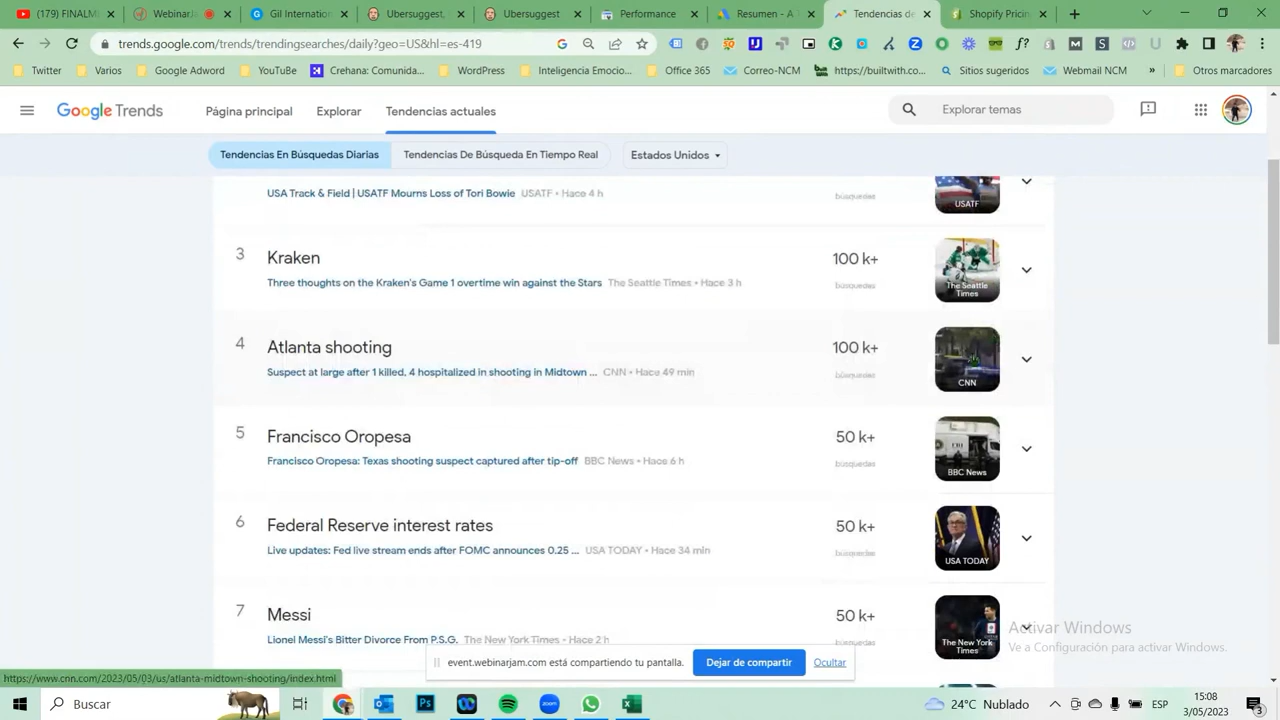 (179) FINALM
WebinarJ
Gil Internation
Ubersuggest,
Ubersuggest
Performance
Resumen - A
Tendencias de
Shopify Pricin
trends.google.com/trends/trendingsearches/daily?geo=US&hl=es-419
Twitter
Varios
Google Adword
YouTube
Crehana: Comunida...
WordPress
Inteligencia Emocio...
Office 365
Correo-NCM
https://builtwith.co...
Sitios sugeridos
Webmail NCM
»
Otros marcadores
Google Trends
Página principal
Explorar
Tendencias actuales
Explorar temas
Tendencias En Búsquedas Diarias
Tendencias De Búsqueda En Tiempo Real
Estados Unidos
USA Track & Field | USATF Mourns Loss of Tori Bowie USATF • Hace 4 h
búsquedas
USATF
3
Kraken
Three thoughts on the Kraken's Game 1 overtime win against the Stars The Seattle Times • Hace 3 h
100 k+
búsquedas
The Seattle
Times
4
Atlanta shooting
Suspect at large after 1 killed, 4 hospitalized in shooting in Midtown ... CNN • Hace 49 min
100 k+
búsquedas
CNN
5
Francisco Oropesa
Francisco Oropesa: Texas shooting suspect captured after tip-off BBC News • Hace 6 h
50 k+
búsquedas
BBC News
6
Federal Reserve interest rates
Live updates: Fed live stream ends after FOMC announces 0.25 ... USA TODAY • Hace 34 min
50 k+
búsquedas
USA TODAY
7
Messi
Lionel Messi's Bitter Divorce From P.S.G. The New York Times • Hace 2 h
50 k+
búsquedas
The New York
Times
Activar Windows
Ve a Configuración para activar Windows.
event.webinarjam.com está compartiendo tu pantalla.
Dejar de compartir
Ocultar
https://www.cnn.com/2023/05/03/us/atlanta-midtown-shooting/index.html
Buscar
24°C Nublado
ESP
15:08
3/05/2023